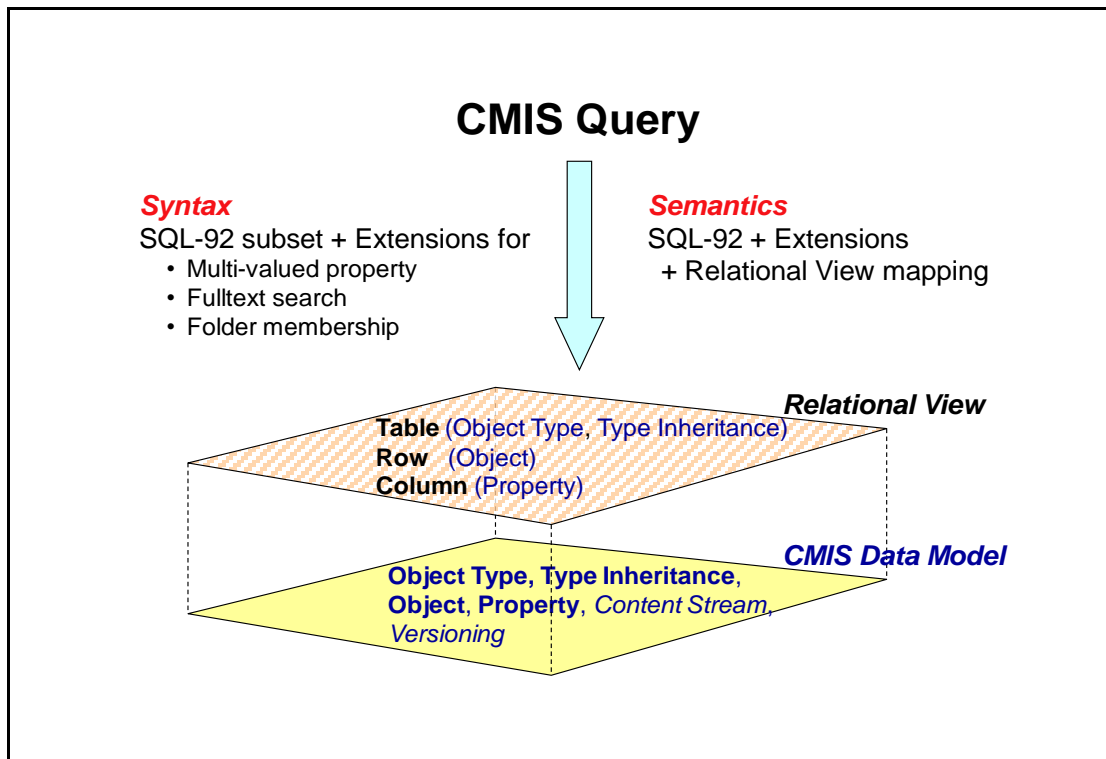 CMIS Query
Syntax
SQL-92 subset + Extensions for
• Multi-valued property
• Fulltext search
• Folder membership
Semantics
SQL-92 + Extensions
+ Relational View mapping
Relational View
Table (Object Type, Type Inheritance)
Row (Object)
Column (Property)
CMIS Data Model
Object Type, Type Inheritance,
Object, Property, Content Stream,
Versioning